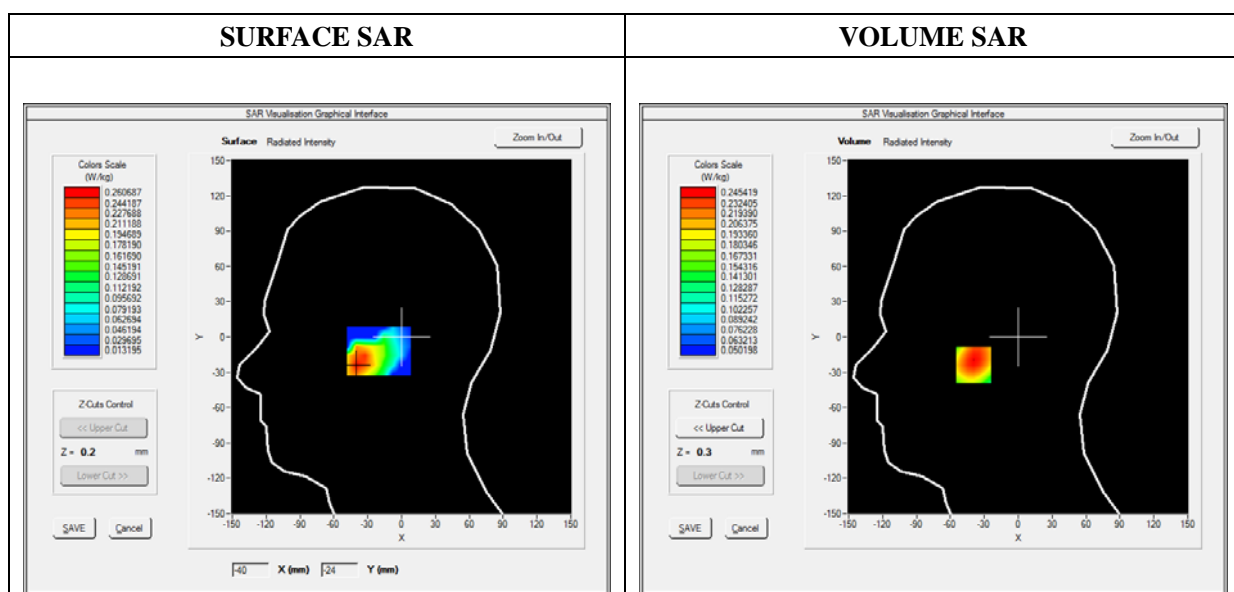 SURFACE SAR
VOLUME SAR
SAR Visualisation Graphical Interface
Surface Radiated Intensity
Zoom In/Out
Colors Scale
(W/kg)
0.260687
0.244187
0.227688
0.211188
0.194689
0.178190
0.161690
0.145191
0.128691
0.112192
0.095692
0.079193
0.062694
0.046194
0.029695
0.013195
Z-Cuts Control
<< Upper Cut
Z = 0.2 mm
Lower Cut >>
SAVE Cancel
150
120
90
60
30
0
-30
-60
-90
-120
-150
Y
-150 -120 -90 -60 -30 0 30 60 90 120 150
X
-40 X (mm) -24 Y (mm)
SAR Visualisation Graphical Interface
Volume Radiated Intensity
Zoom In/Out
Colors Scale
(W/kg)
0.245419
0.232405
0.219390
0.206375
0.193360
0.180346
0.167331
0.154316
0.141301
0.128287
0.115272
0.102257
0.089242
0.076228
0.063213
0.050198
Z-Cuts Control
<< Upper Cut
Z = 0.3 mm
Lower Cut >>
SAVE Cancel
150
120
90
60
30
0
-30
-60
-90
-120
-150
Y
-150 -120 -90 -60 -30 0 30 60 90 120 150
X